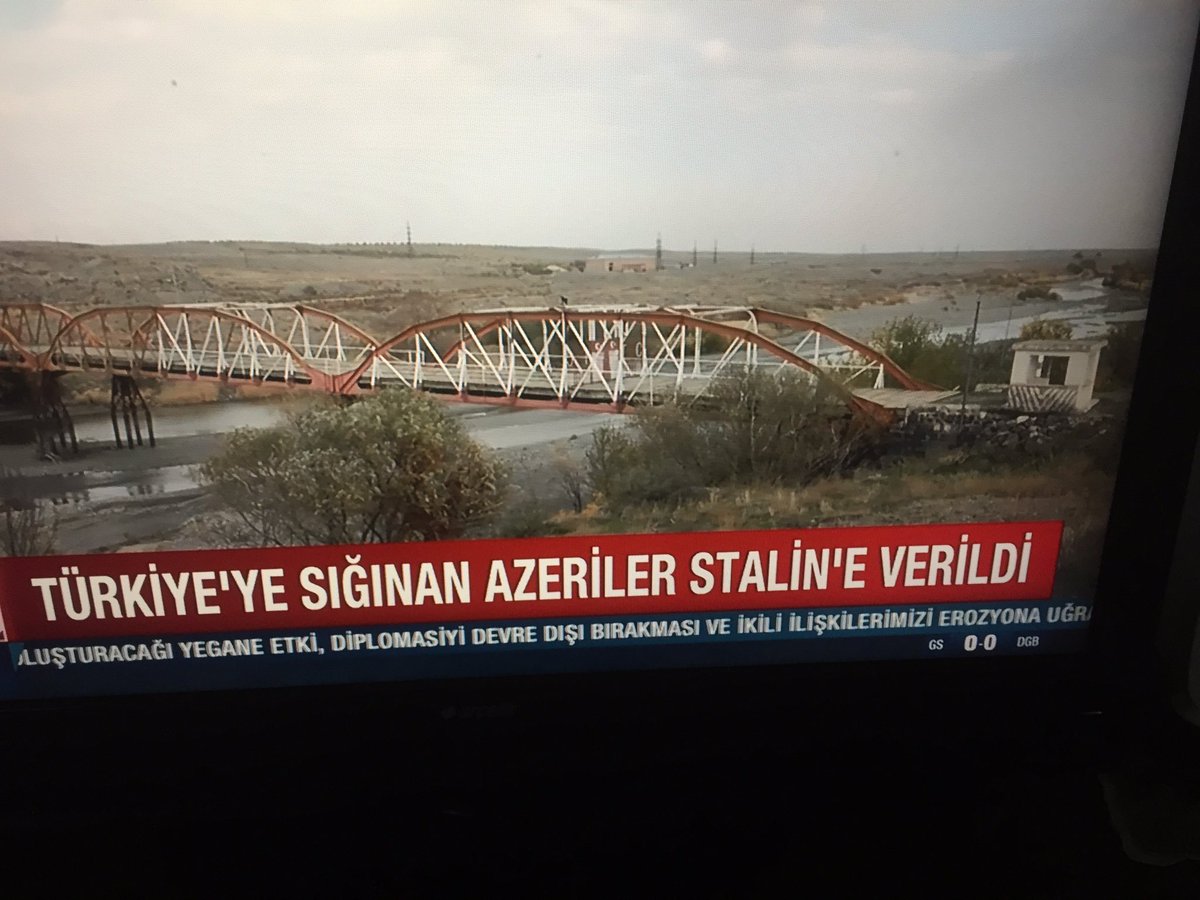 TÜRKİYE'YE SIĞINAN AZERİLER STALİN'E VERİLDİ
OLUŞTURACAĞI YEGANE ETKİ, DİPLOMASİYİ DEVRE DIŞI BIRAKMASI VE İKİLİ İLİŞKİLERİMİZİ EROZYONA UĞRA
GS 0-0 DGB